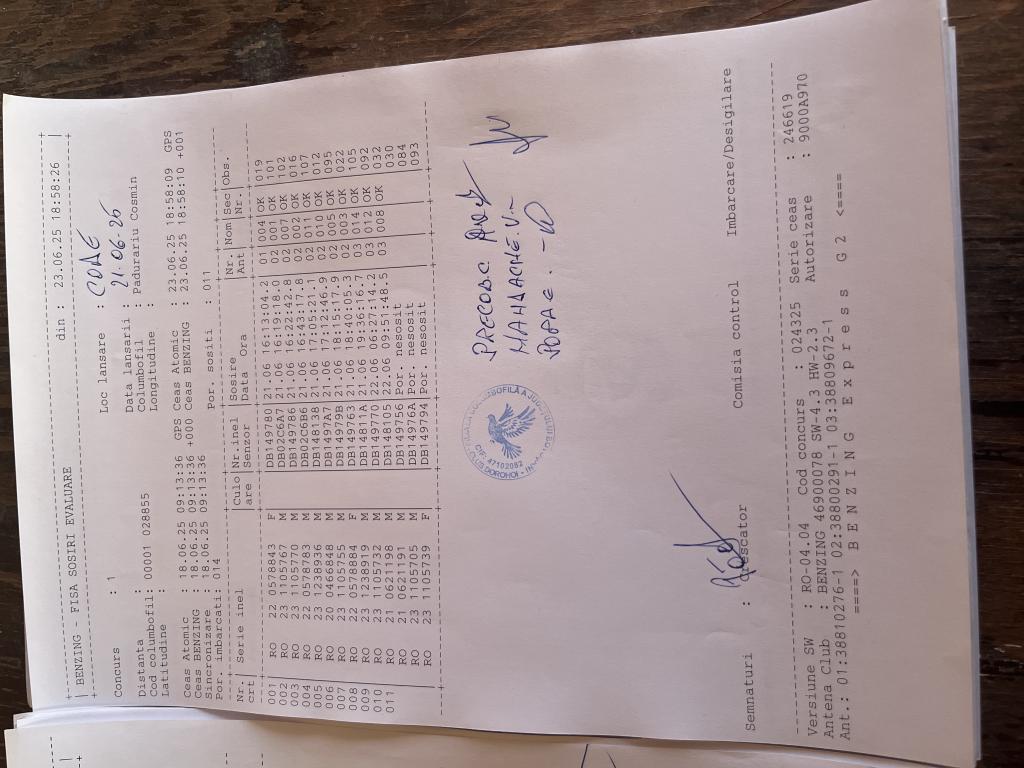 | BENZING - FISA SOSIRI EVALUARE din : 23.06.25 18:58:26 |
Concurs : 1 Loc lansare : COAE
Data lansarii : 21.06.25
Distanta : Columbofil : Padurariu Cosmin
Cod columbofil: 00001 028855 Longitudine :
Latitudine :
Ceas Atomic : 18.06.25 09:13:36 GPS Ceas Atomic : 23.06.25 18:58:09 GPS
Ceas BENZING : 18.06.25 09:13:36 +000 Ceas BENZING : 23.06.25 18:58:10 +001
Sincronizare : 18.06.25 09:13:36
Por. imbarcati: 014 Por. sositi : 011
Nr. |Serie inel |Culo|Nr.inel |Sosire |Nr. |Nom|Sec|Obs.
crt| |are |Senzor |Data Ora |Ant| |Nr.|
001| RO 22 0578843 F |DB149780|21.06 16:13:04.2 |01|004|OK |019
002| RO 23 1105767 M |DB02C6A7|21.06 16:19:18.0 02 OK 101
003| RO 23 1105770 M |DB149786|21.06 16:22:42.8 02 007 OK 102
004| RO 22 0578783 M |DB02C6B6|21.06 16:43:17.8 02 002 OK 016
005| RO 23 1238936 M |DB148138|21.06 17:05:21.1 02 011 OK 107
006| RO 20 0466848 M |DB1497A7|21.06 17:12:46.9 02 010 OK 012
007| RO 23 1105755 M |DB14979B|21.06 18:31:57.9 02 005 OK 095
008| RO 22 0578884 F |DB149763|21.06 18:40:05.3 02 003 OK 022
009| RO 23 1238919 M |DB14811A|21.06 19:36:16.7 03 014 OK 105
010| RO 23 1105732 M |DB149770|22.06 06:27:14.2 03 012 OK 092
011| RO 21 0621198 M |DB148105|22.06 09:51:48.5 03 008 OK 032
RO 21 0621191 M |DB149756|Por. nesosit 030
RO 23 1105705 M |DB14976A|Por. nesosit 084
RO 23 1105739 F |DB149794|Por. nesosit 093
CIF: 47102082
CLUB DOROHOI
PRECOB.C
MANDACHE.V
POPA E.
Semnaturi : Crescator Comisia control Imbarcare/Desigilare
Versiune SW : RO-04.04 Cod concurs : 024325 Serie ceas : 246619
Antena Club : BENZING 46900078 SW-4.3 HW-2.3 Autorizare : 9000A970
Ant.: 01:38810276-1 02:38800291-1 03:38809672-1
====> B E N Z I N G E x p r e s s G 2 <====